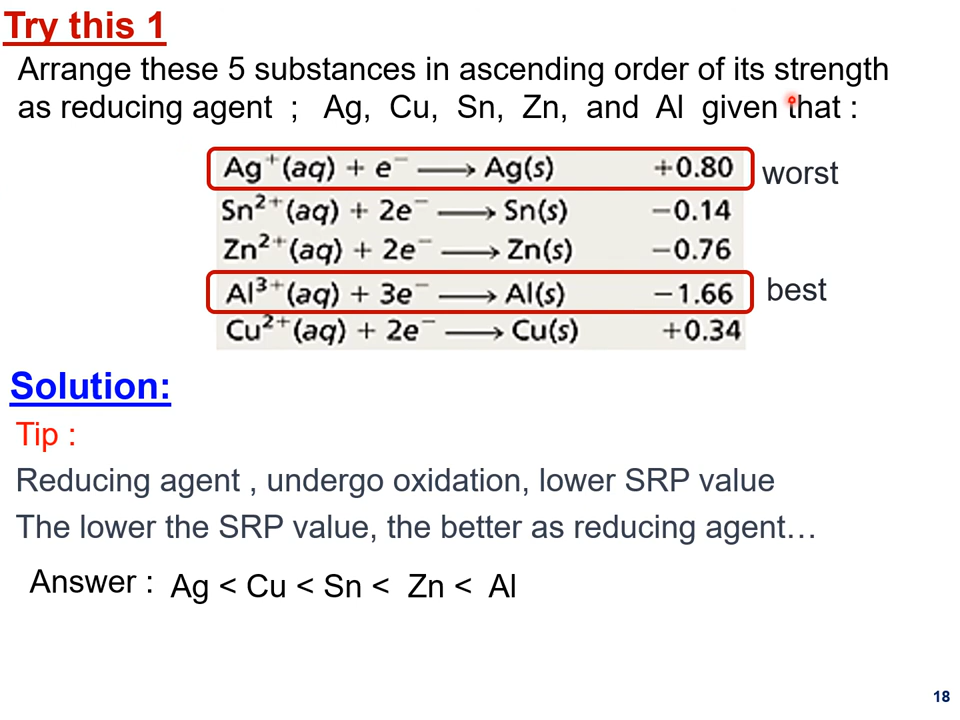 Try this 1
Arrange these 5 substances in ascending order of its strength
as reducing agent ; Ag, Cu, Sn, Zn, and Al given that :
Ag⁺(aq) + e⁻ ⟶ Ag(s) +0.80 worst
Sn²⁺(aq) + 2e⁻ ⟶ Sn(s) −0.14
Zn²⁺(aq) + 2e⁻ ⟶ Zn(s) −0.76
Al³⁺(aq) + 3e⁻ ⟶ Al(s) −1.66 best
Cu²⁺(aq) + 2e⁻ ⟶ Cu(s) +0.34
Solution:
Tip :
Reducing agent , undergo oxidation, lower SRP value
The lower the SRP value, the better as reducing agent…
Answer : Ag < Cu < Sn < Zn < Al
18